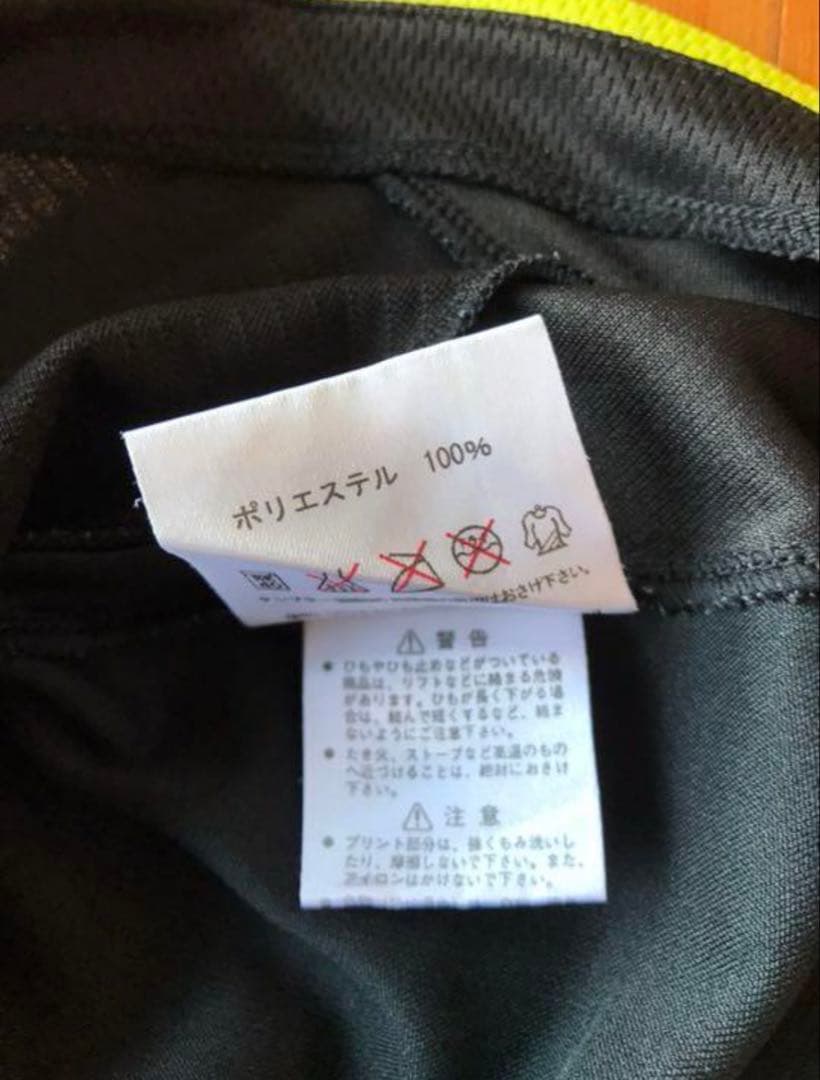 ポリエステル 100%
はおさけ下さい。
警告
● ひもやひも止めなどがついている
商品は、リフトなどに絡まる危険
があります。ひもが長く下がる場
合は、結んで短くするなど、絡ま
ないようにご注意下さい。
● たき火、ストーブなど高温のもの
へ近づけることは、絶対におさけ
下さい。
注意
● プリント部分は、強くもみ洗いし
たり、摩擦しないで下さい。また、
アイロンはかけないで下さい。